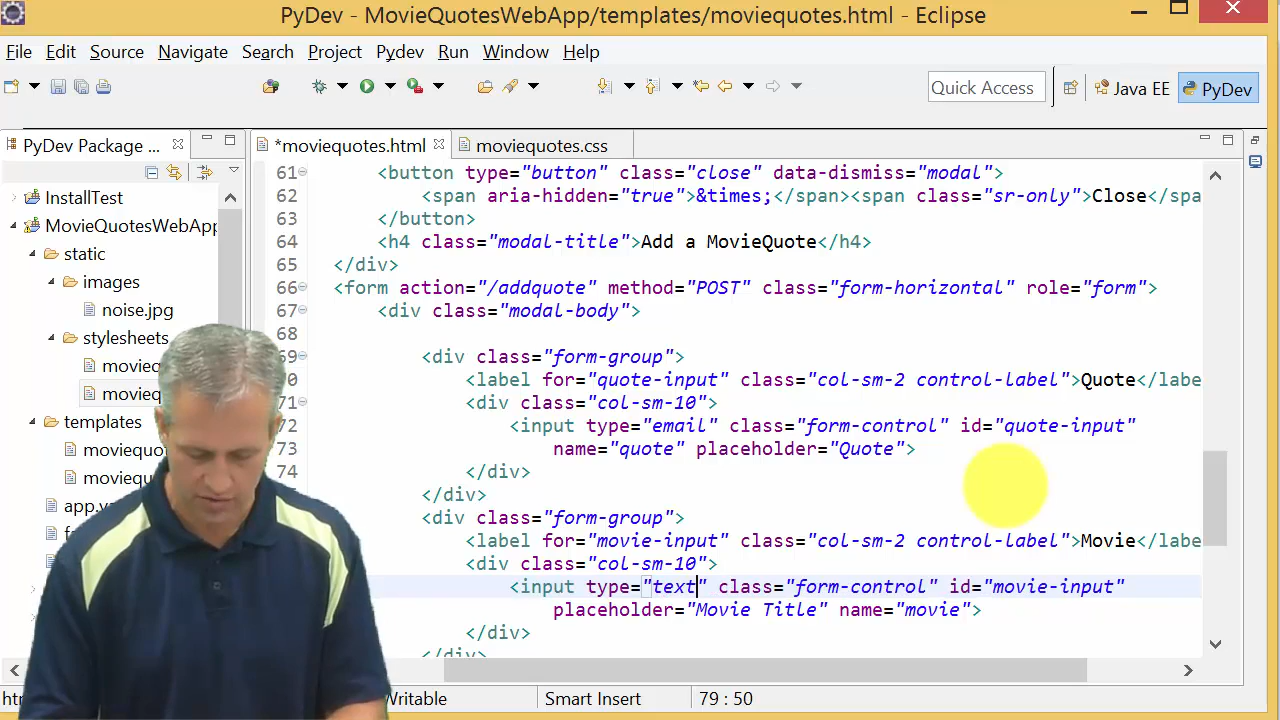 PyDev - MovieQuotesWebApp/templates/moviequotes.html - Eclipse
File Edit Source Navigate Search Project Pydev Run Window Help
Quick Access Java EE PyDev
PyDev Package ... *moviequotes.html moviequotes.css
InstallTest
MovieQuotesWebApp
static
images
noise.jpg
stylesheets
movieq
movieq
templates
moviequo
moviequ
app.
61 <button type="button" class="close" data-dismiss="modal">
62 <span aria-hidden="true">&times;</span><span class="sr-only">Close</spa
63 </button>
64 <h4 class="modal-title">Add a MovieQuote</h4>
65 </div>
66 <form action="/addquote" method="POST" class="form-horizontal" role="form">
67 <div class="modal-body">
68
69 <div class="form-group">
70 <label for="quote-input" class="col-sm-2 control-label">Quote</labe
71 <div class="col-sm-10">
72 <input type="email" class="form-control" id="quote-input"
73 name="quote" placeholder="Quote">
74 </div>
</div>
<div class="form-group">
<label for="movie-input" class="col-sm-2 control-label">Movie</labe
<div class="col-sm-10">
<input type="text" class="form-control" id="movie-input"
placeholder="Movie Title" name="movie">
</div>
</div>
Writable Smart Insert 79 : 50